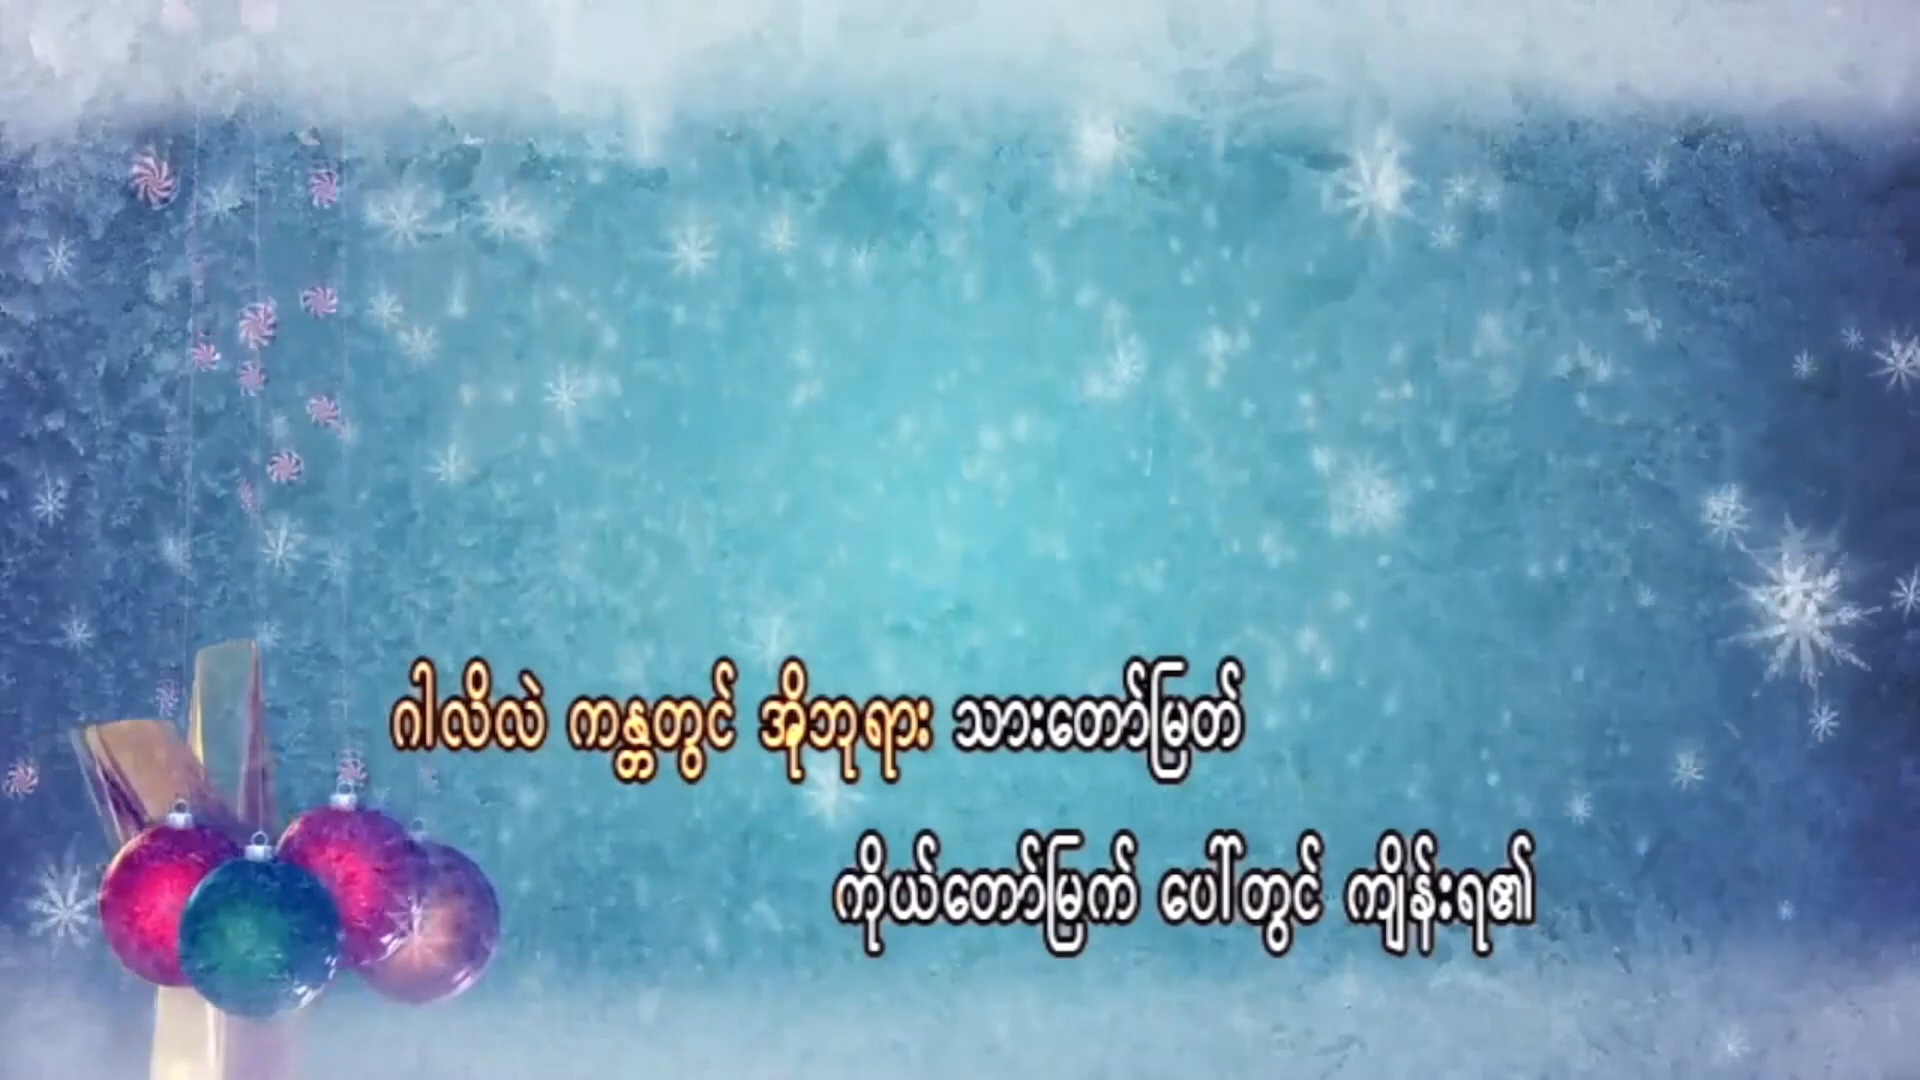 ဂါလိလဲ ကန္တတွင် အိုဘုရား သားတော်မြတ်
ကိုယ်တော်မြက် ပေါ်တွင် ကျိန်းရ၏